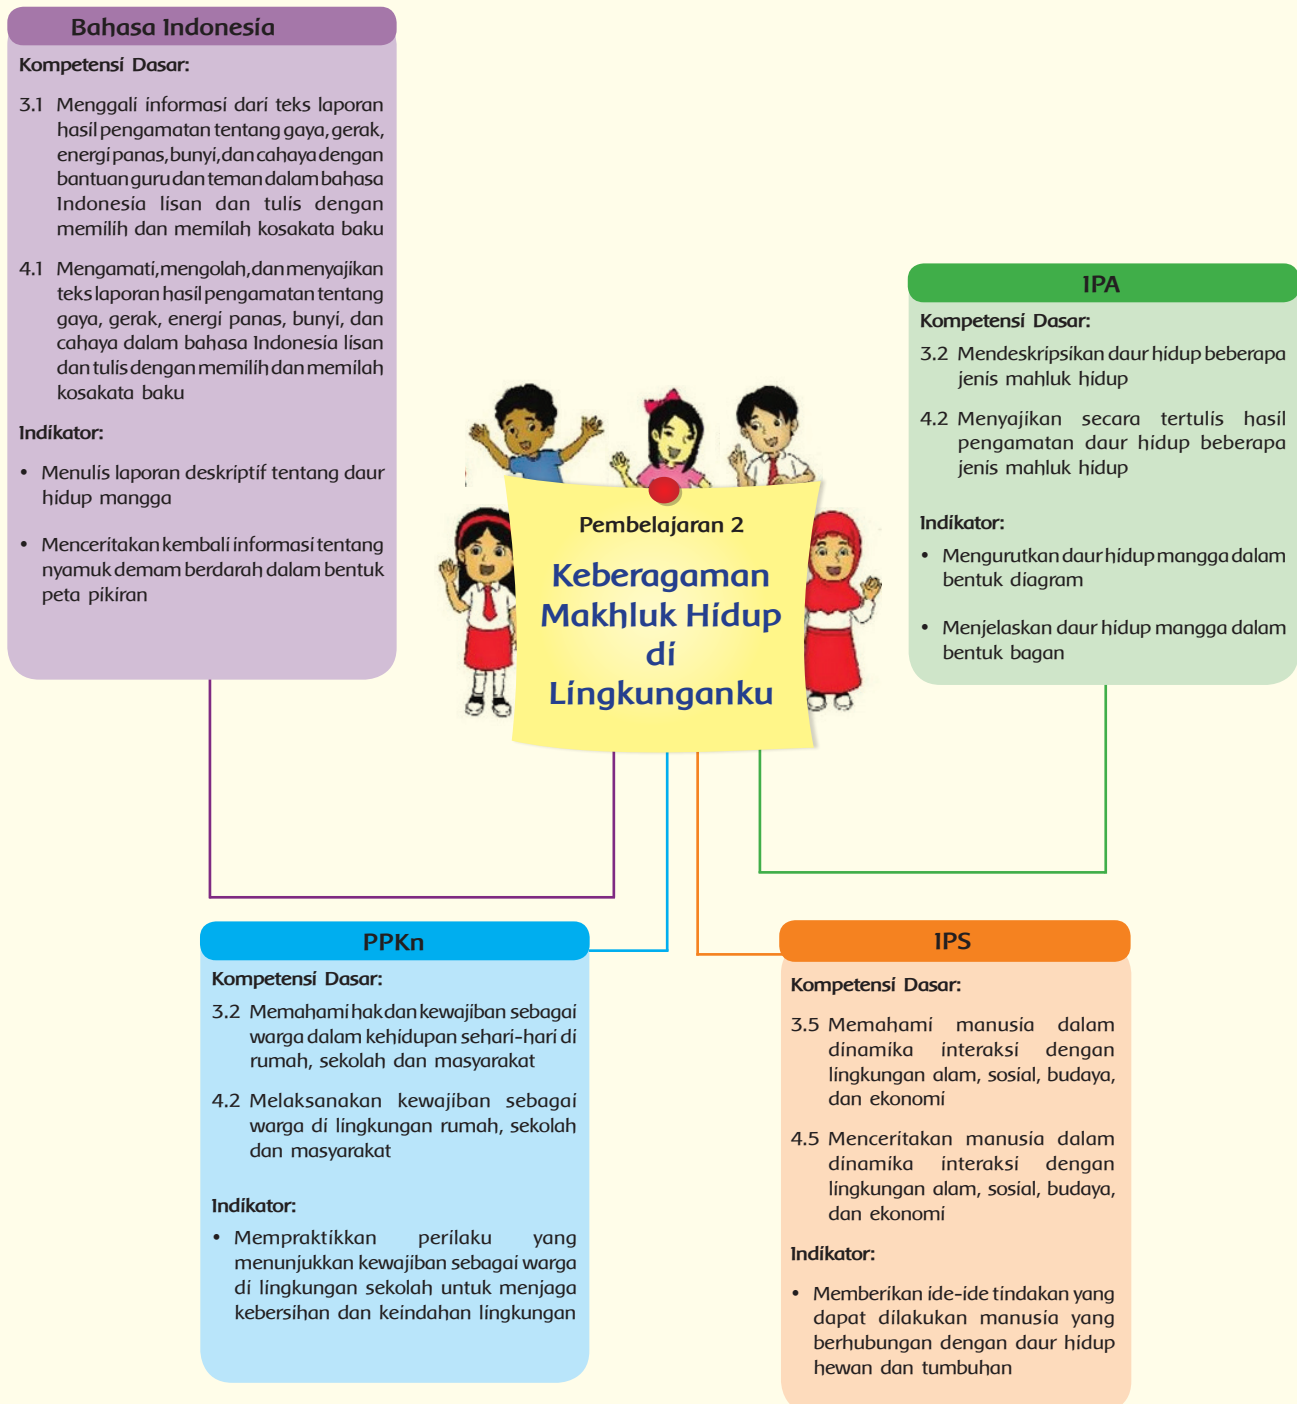 Bahasa Indonesia
Kompetensi Dasar:
3.1 Menggali informasi dari teks laporan
hasil pengamatan tentang gaya, gerak,
energi panas, bunyi, dan cahaya dengan
bantuan guru dan teman dalam bahasa
Indonesia lisan dan tulis dengan
memilih dan memilah kosakata baku
4.1 Mengamati, mengolah, dan menyajikan
teks laporan hasil pengamatan tentang
gaya, gerak, energi panas, bunyi, dan
cahaya dalam bahasa Indonesia lisan
dan tulis dengan memilih dan memilah
kosakata baku
Indikator:
• Menulis laporan deskriptif tentang daur
hidup mangga
• Menceritakan kembali informasi tentang
nyamuk demam berdarah dalam bentuk
peta pikiran
IPA
Kompetensi Dasar:
3.2 Mendeskripsikan daur hidup beberapa
jenis mahluk hidup
4.2 Menyajikan secara tertulis hasil
pengamatan daur hidup beberapa
jenis mahluk hidup
Indikator:
• Mengurutkan daur hidup mangga dalam
bentuk diagram
• Menjelaskan daur hidup mangga dalam
bentuk bagan
Pembelajaran 2
Keberagaman
Makhluk Hidup
di
Lingkunganku
PPKn
Kompetensi Dasar:
3.2 Memahami hak dan kewajiban sebagai
warga dalam kehidupan sehari-hari di
rumah, sekolah dan masyarakat
4.2 Melaksanakan kewajiban sebagai
warga di lingkungan rumah, sekolah
dan masyarakat
Indikator:
• Mempraktikkan perilaku yang
menunjukkan kewajiban sebagai warga
di lingkungan sekolah untuk menjaga
kebersihan dan keindahan lingkungan
IPS
Kompetensi Dasar:
3.5 Memahami manusia dalam
dinamika interaksi dengan
lingkungan alam, sosial, budaya,
dan ekonomi
4.5 Menceritakan manusia dalam
dinamika interaksi dengan
lingkungan alam, sosial, budaya,
dan ekonomi
Indikator:
• Memberikan ide-ide tindakan yang
dapat dilakukan manusia yang
berhubungan dengan daur hidup
hewan dan tumbuhan